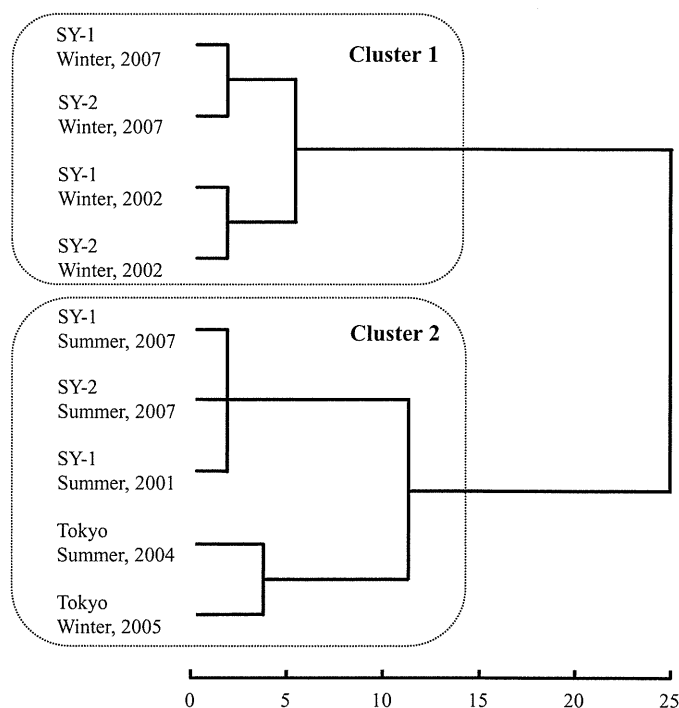 SY-1
Winter, 2007
Cluster 1
SY-2
Winter, 2007
SY-1
Winter, 2002
SY-2
Winter, 2002
SY-1
Summer, 2007
Cluster 2
SY-2
Summer, 2007
SY-1
Summer, 2001
Tokyo
Summer, 2004
Tokyo
Winter, 2005
0 5 10 15 20 25